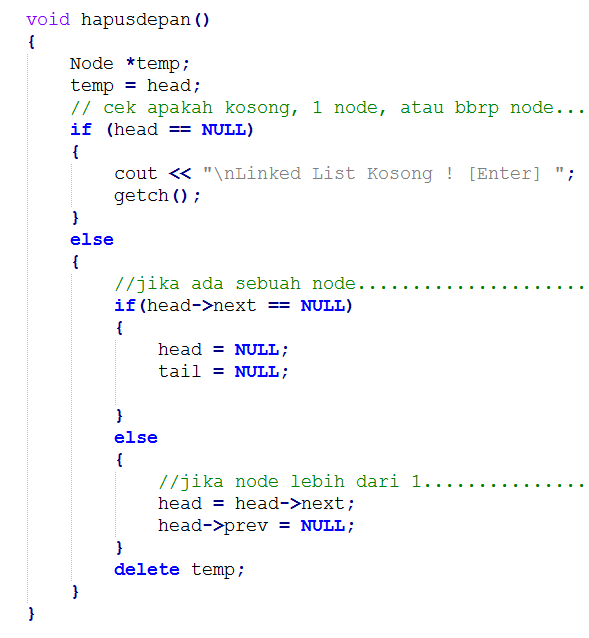 void hapusdepan()
{
    Node *temp;
    temp = head;
    // cek apakah kosong, 1 node, atau bbrp node...
    if (head == NULL)
    {
        cout << "\nLinked List Kosong ! [Enter] ";
        getch();
    }
    else
    {
        //jika ada sebuah node.....................
        if(head->next == NULL)
        {
            head = NULL;
            tail = NULL;
        }
        else
        {
            //jika node lebih dari 1...............
            head = head->next;
            head->prev = NULL;
        }
        delete temp;
    }
}